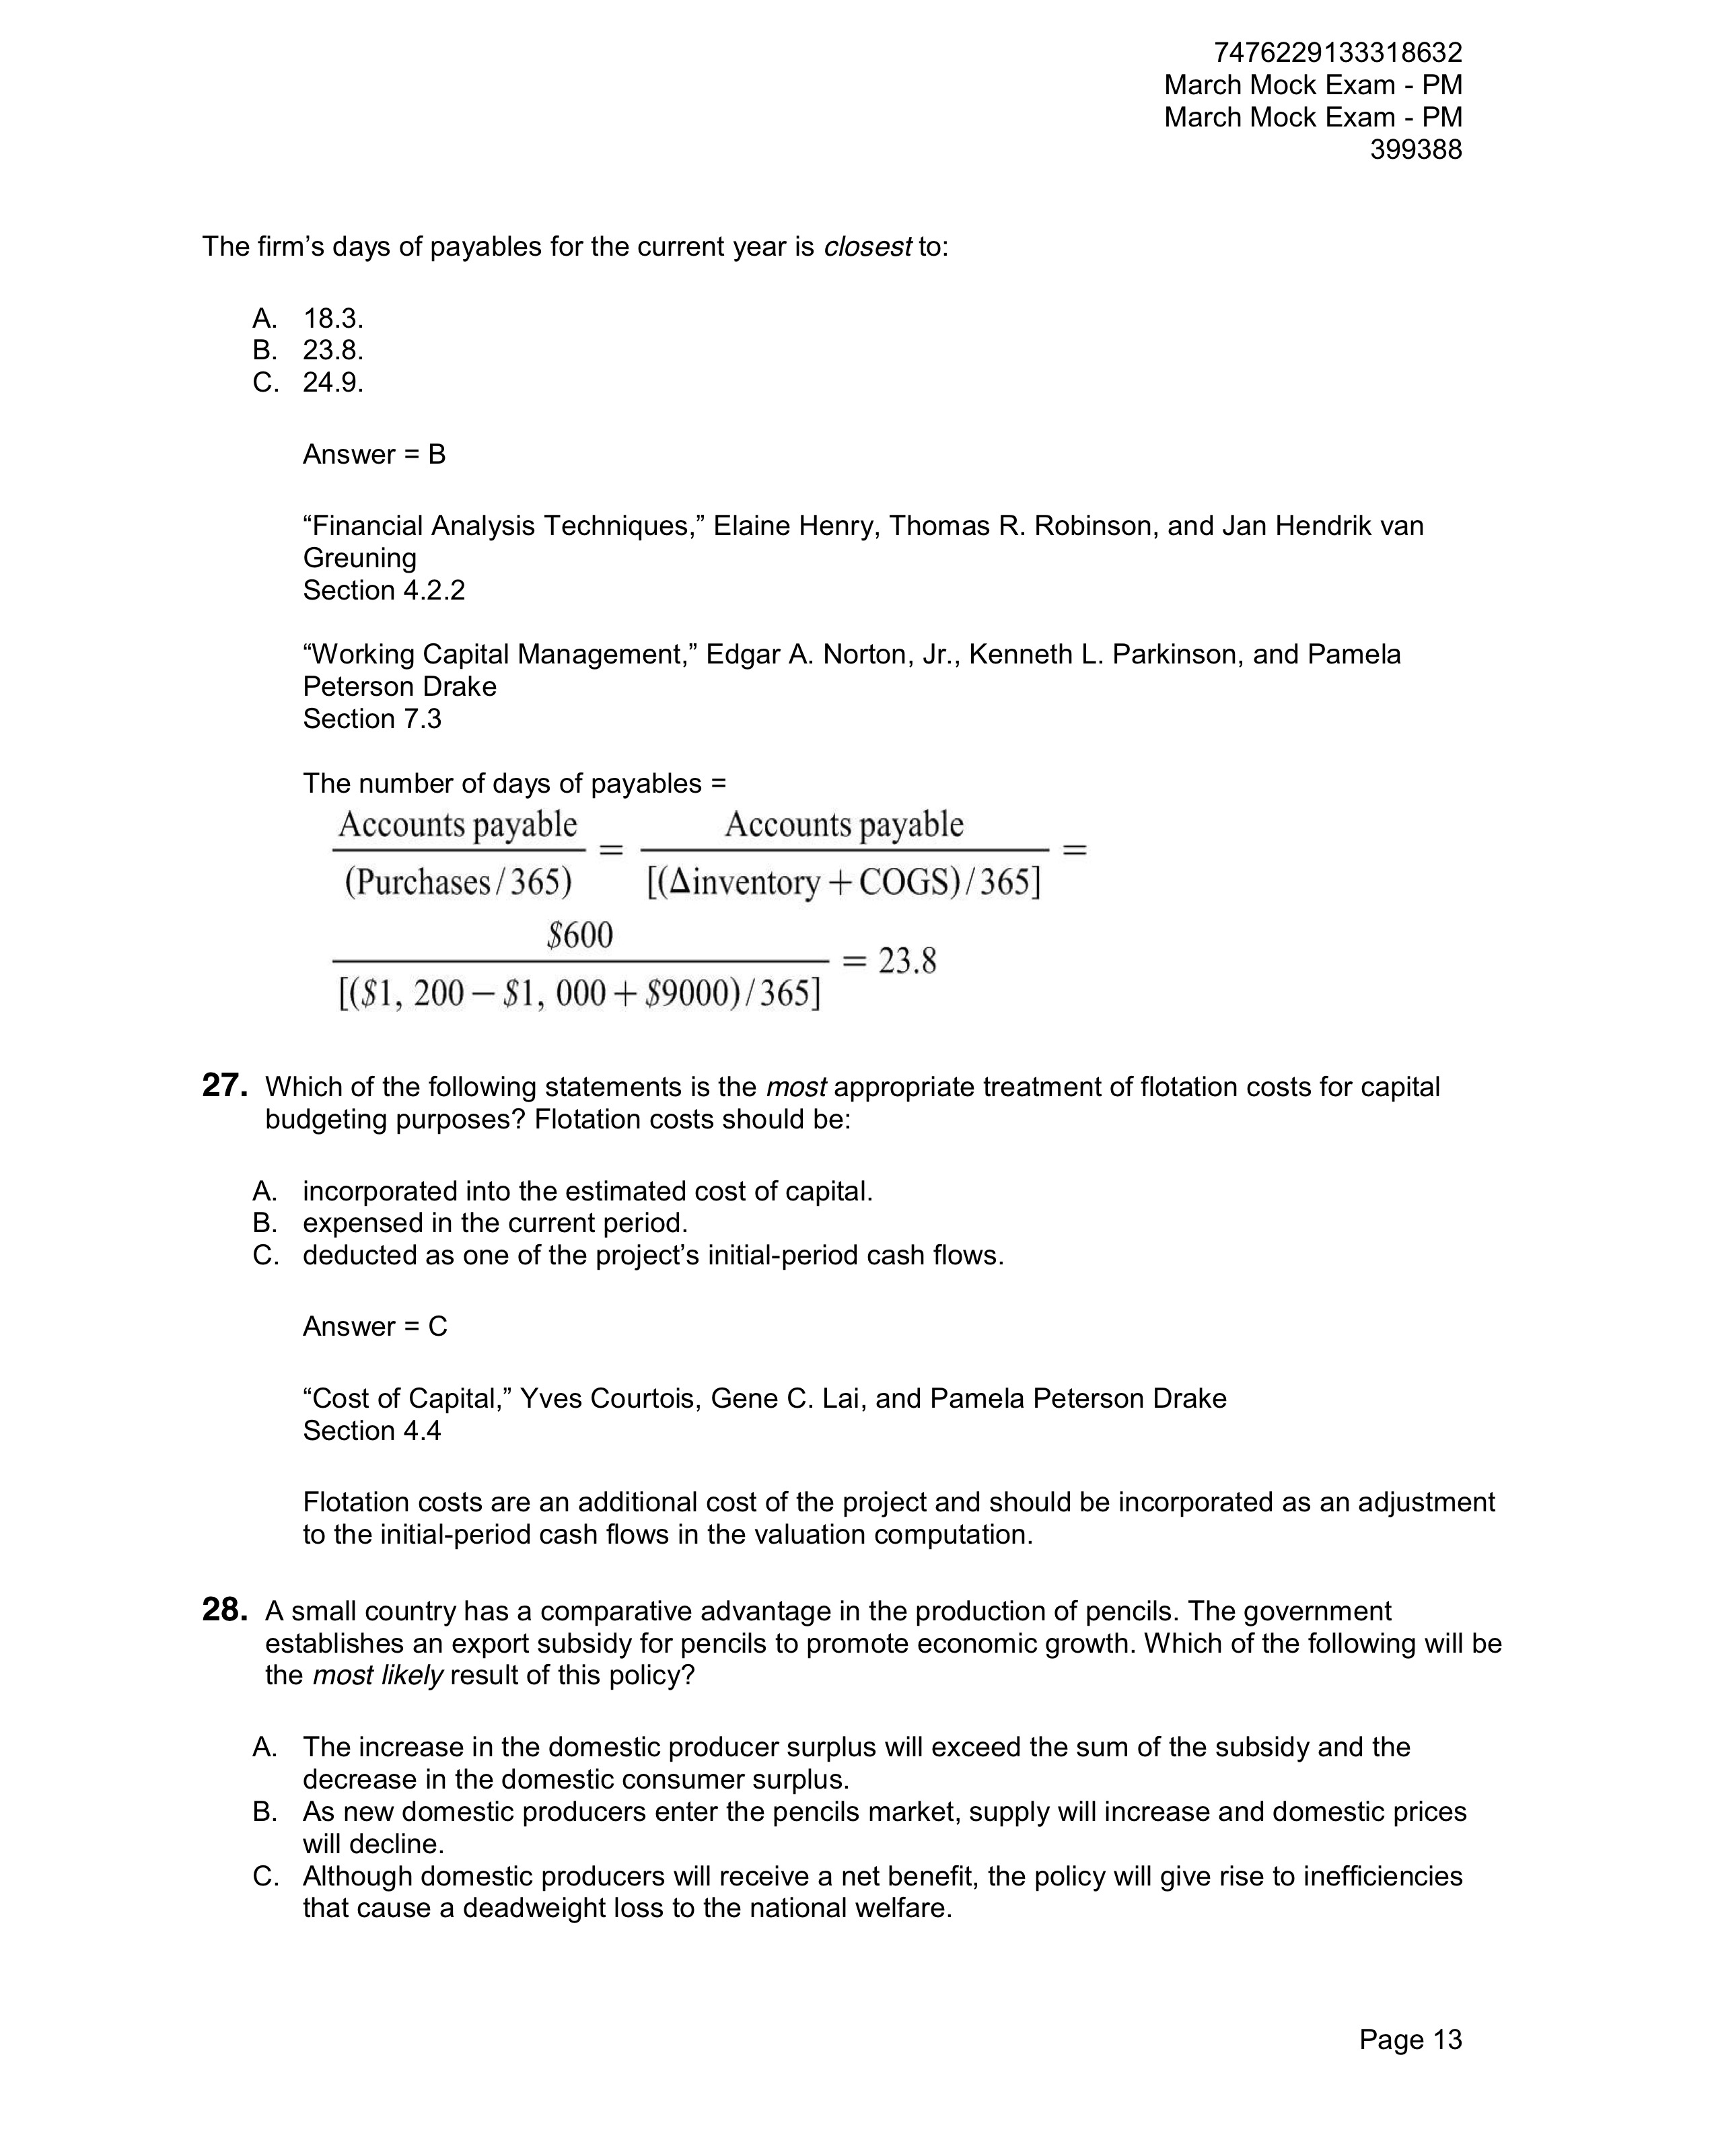 7476229133318632
March Mock Exam - PM
March Mock Exam - PM
399388
The firm’s days of payables for the current year is closest to:
A. 18.3.
B. 23.8.
C. 24.9.
Answer = B
“Financial Analysis Techniques,” Elaine Henry, Thomas R. Robinson, and Jan Hendrik van
Greuning
Section 4.2.2
“Working Capital Management,” Edgar A. Norton, Jr., Kenneth L. Parkinson, and Pamela
Peterson Drake
Section 7.3
The number of days of payables =
Accounts payable / (Purchases/365) = Accounts payable / [(Δinventory + COGS)/365] =
$600 / [($1, 200 – $1, 000 + $9000)/365] = 23.8
27. Which of the following statements is the most appropriate treatment of flotation costs for capital
budgeting purposes? Flotation costs should be:
A. incorporated into the estimated cost of capital.
B. expensed in the current period.
C. deducted as one of the project’s initial-period cash flows.
Answer = C
“Cost of Capital,” Yves Courtois, Gene C. Lai, and Pamela Peterson Drake
Section 4.4
Flotation costs are an additional cost of the project and should be incorporated as an adjustment
to the initial-period cash flows in the valuation computation.
28. A small country has a comparative advantage in the production of pencils. The government
establishes an export subsidy for pencils to promote economic growth. Which of the following will be
the most likely result of this policy?
A. The increase in the domestic producer surplus will exceed the sum of the subsidy and the
decrease in the domestic consumer surplus.
B. As new domestic producers enter the pencils market, supply will increase and domestic prices
will decline.
C. Although domestic producers will receive a net benefit, the policy will give rise to inefficiencies
that cause a deadweight loss to the national welfare.
Page 13